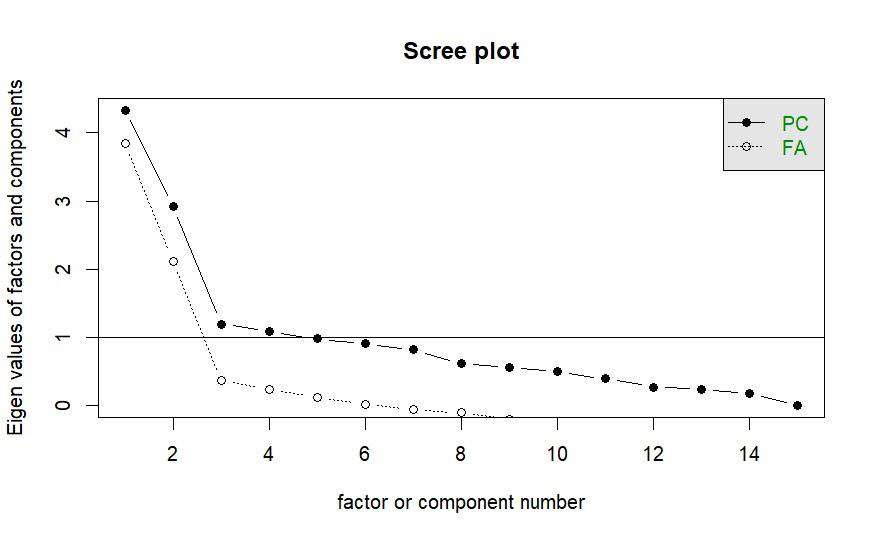 Scree plot
PC
FA
Eigen values of factors and components
4
3
2
1
0
2 4 6 8 10 12 14
factor or component number